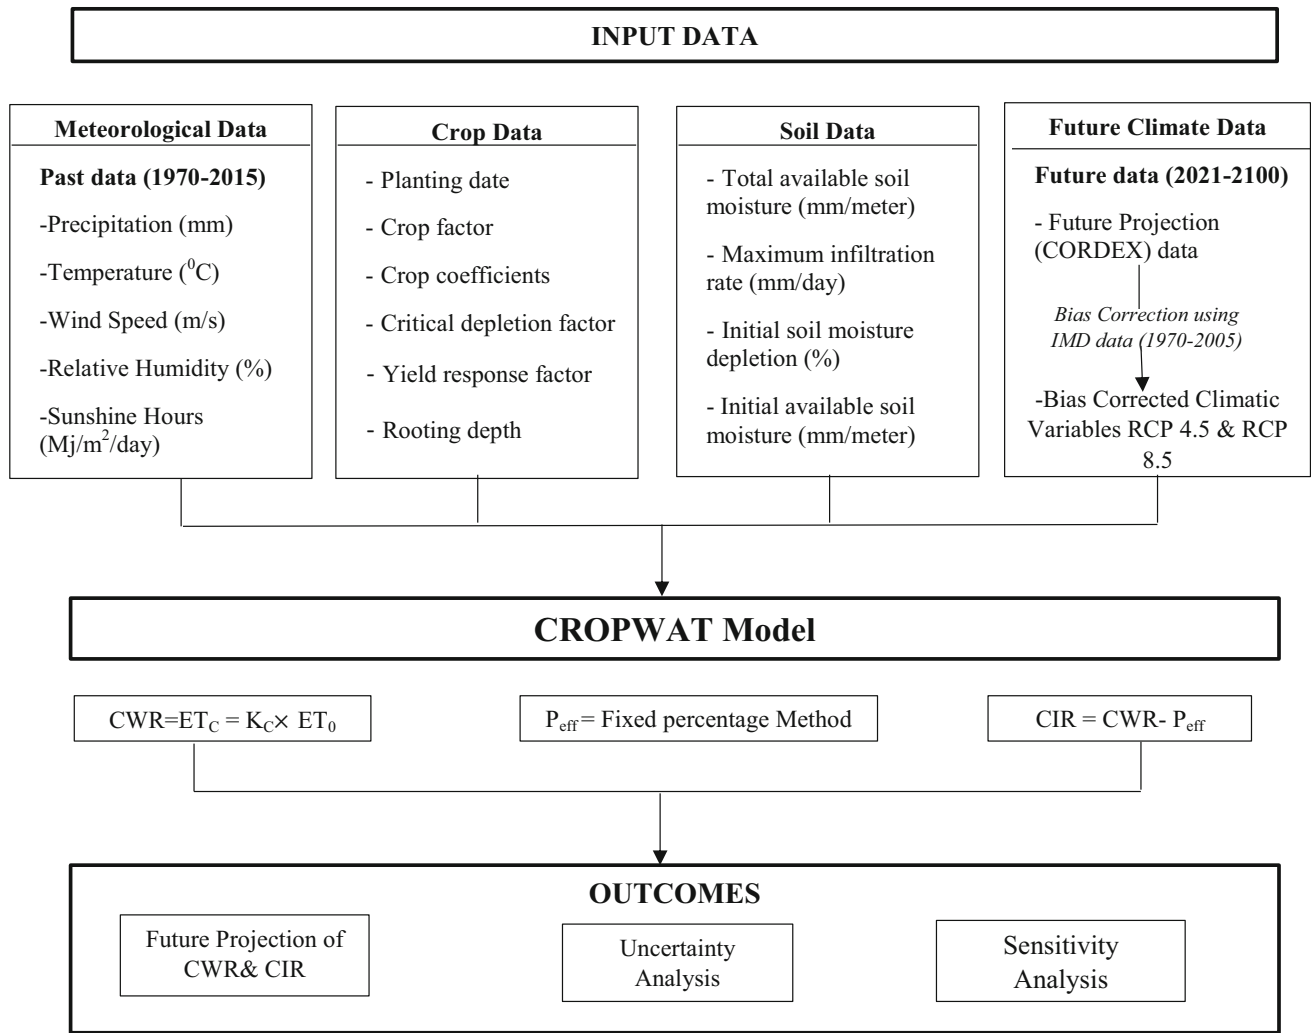 INPUT DATA
Meteorological Data
Past data (1970-2015)
-Precipitation (mm)
-Temperature (⁰C)
-Wind Speed (m/s)
-Relative Humidity (%)
-Sunshine Hours
(Mj/m²/day)
Crop Data
- Planting date
- Crop factor
- Crop coefficients
- Critical depletion factor
- Yield response factor
- Rooting depth
Soil Data
- Total available soil
moisture (mm/meter)
- Maximum infiltration
rate (mm/day)
- Initial soil moisture
depletion (%)
- Initial available soil
moisture (mm/meter)
Future Climate Data
Future data (2021-2100)
- Future Projection
(CORDEX) data
Bias Correction using
IMD data (1970-2005)
-Bias Corrected Climatic
Variables RCP 4.5 & RCP
8.5
CROPWAT Model
CWR=ET_C = K_C× ET_0
P_eff = Fixed percentage Method
CIR = CWR- P_eff
OUTCOMES
Future Projection of
CWR& CIR
Uncertainty
Analysis
Sensitivity
Analysis